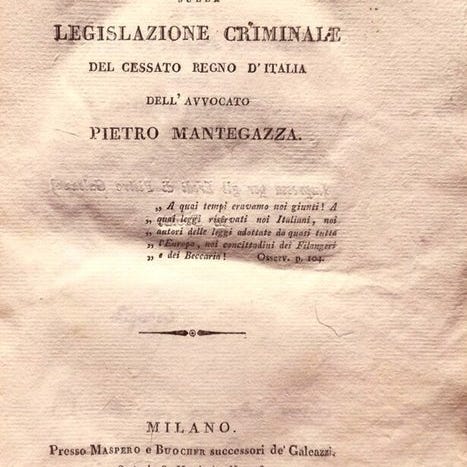 SULLA
LEGISLAZIONE CRIMINALE
DEL CESSATO REGNO D'ITALIA
DELL'AVVOCATO
PIETRO MANTEGAZZA.
„ A quai tempi eravamo noi giunti! A
„ quai leggi riserbati noi Italiani, noi
„ autori delle leggi adottate da quasi tutta
„ l'Europa, noi concittadini dei Filangeri
„ e dei Beccaria! Osserv. p. 104.
MILANO.
Presso MASPERO e BUOCHER successori de' Galeazzi.